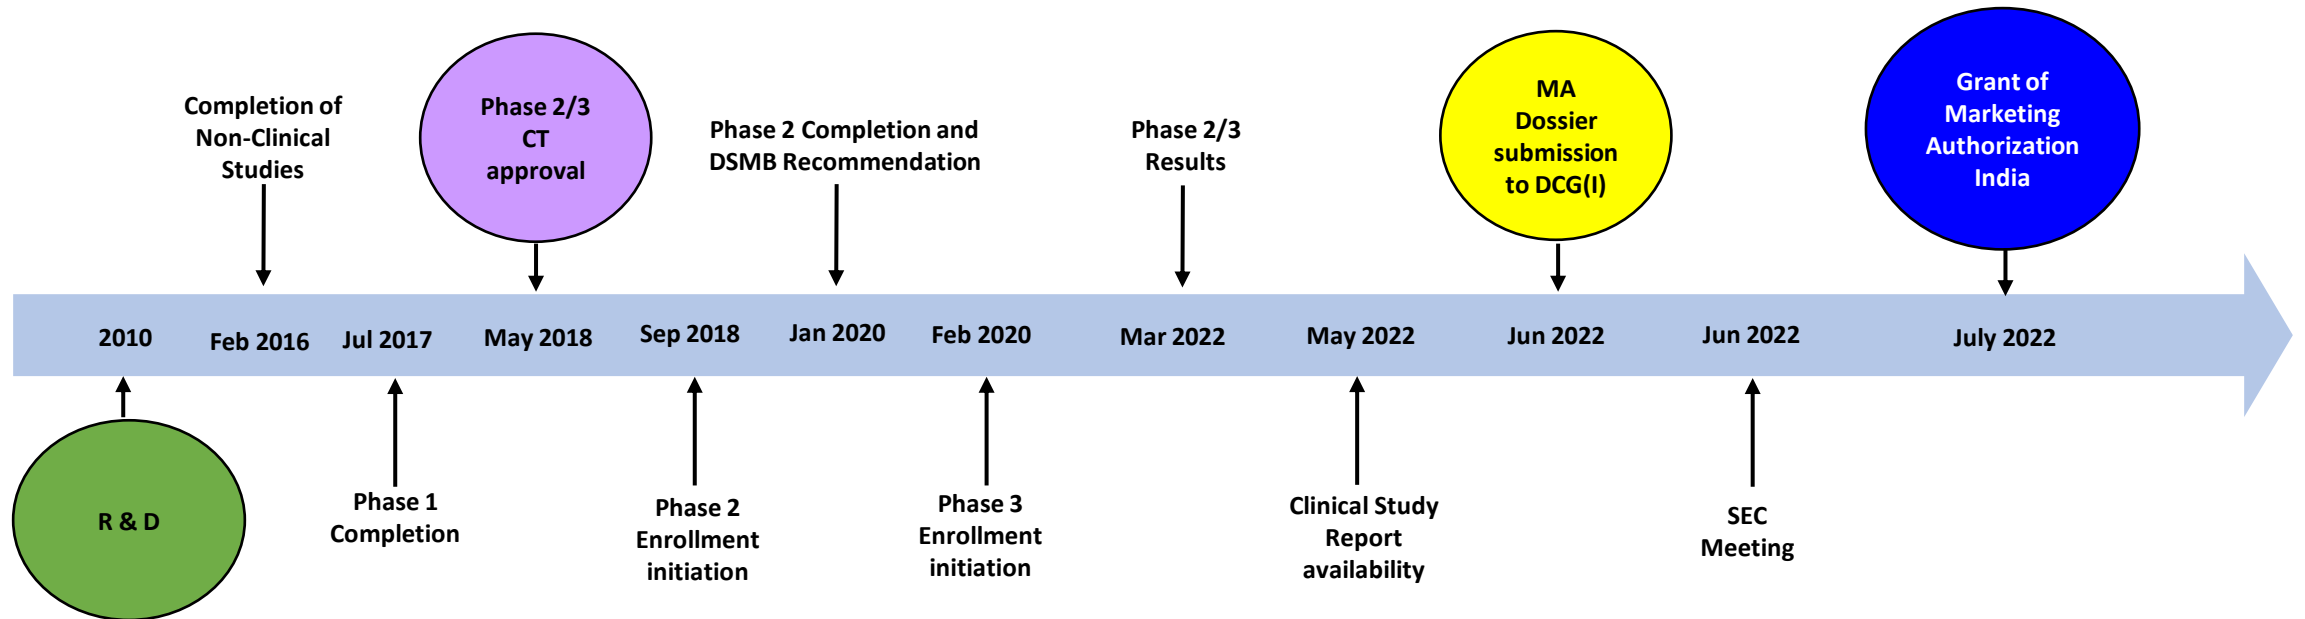 Completion of
Non-Clinical
Studies
Phase 2/3
CT
approval
Phase 2 Completion and
DSMB Recommendation
Phase 2/3
Results
MA
Dossier
submission
to DCG(I)
Grant of
Marketing
Authorization
India
2010
Feb 2016
Jul 2017
May 2018
Sep 2018
Jan 2020
Feb 2020
Mar 2022
May 2022
Jun 2022
Jun 2022
July 2022
R & D
Phase 1
Completion
Phase 2
Enrollment
initiation
Phase 3
Enrollment
initiation
Clinical Study
Report
availability
SEC
Meeting